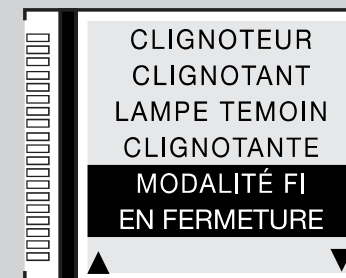 CLIGNOTEUR
CLIGNOTANT
LAMPE TEMOIN
CLIGNOTANTE
MODALITÉ FI
EN FERMETURE